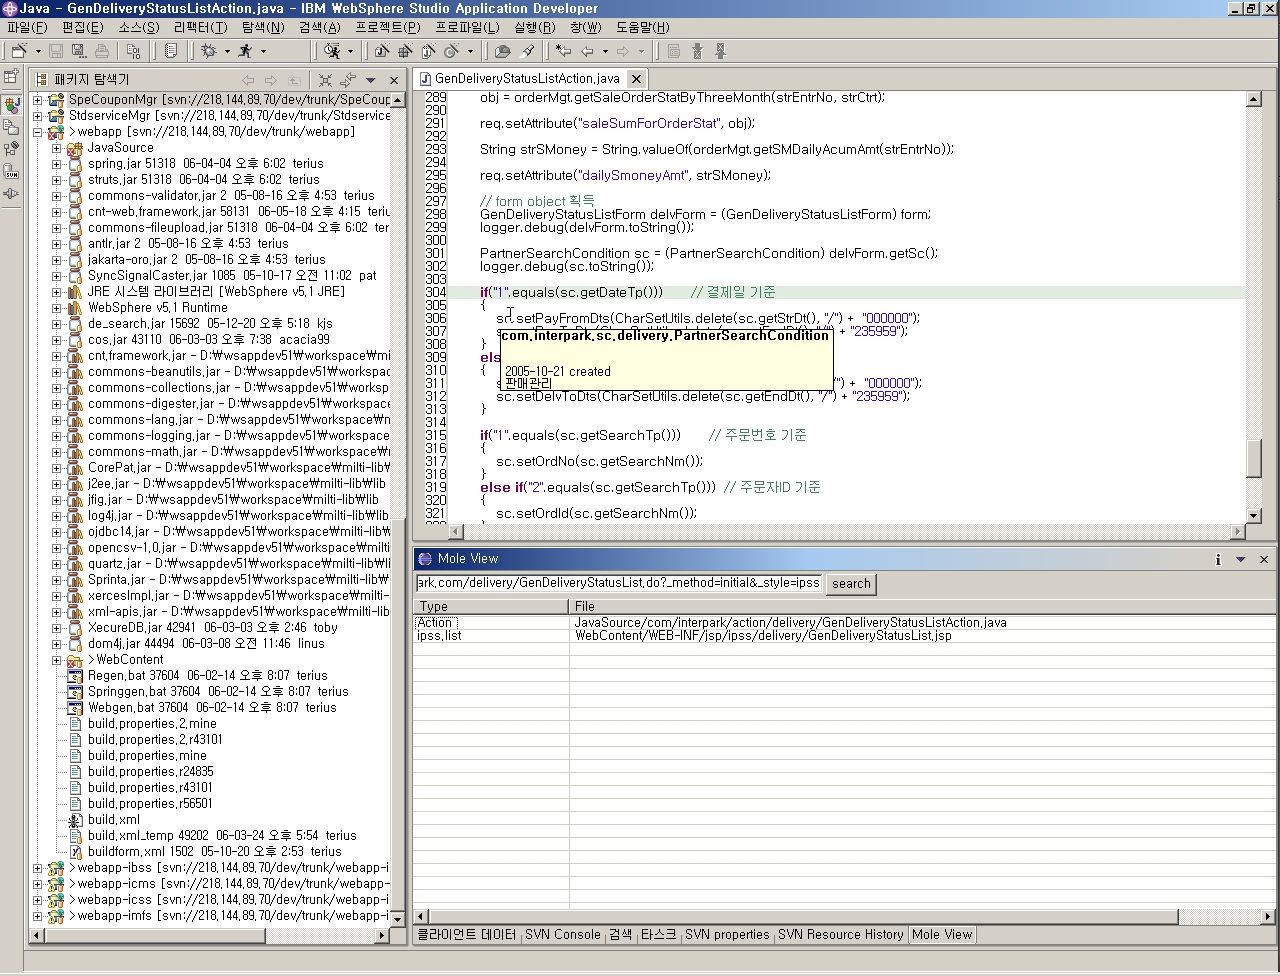 Java - GenDeliveryStatusListAction.java - IBM WebSphere Studio Application Developer
파일(F) 편집(E) 소스(S) 리팩터(T) 탐색(N) 검색(A) 프로젝트(P) 프로파일(L) 실행(R) 창(W) 도움말(H)
패키지 탐색기
SpeCouponMgr [svn://218.144.89.70/dev/trunk/SpeCoup
StdserviceMgr [svn://218.144.89.70/dev/trunk/Stdservice
>webapp [svn://218.144.89.70/dev/trunk/webapp]
JavaSource
spring.jar 51318 06-04-04 오후 6:02 terius
struts.jar 51318 06-04-04 오후 6:02 terius
commons-validator.jar 2 05-08-16 오후 4:53 terius
cnt-web.framework.jar 58131 06-05-18 오후 4:15 teriu
commons-fileupload.jar 51318 06-04-04 오후 6:02 ter
antlr.jar 2 05-08-16 오후 4:53 terius
jakarta-oro.jar 2 05-08-16 오후 4:53 terius
SyncSignalCaster.jar 1085 05-10-17 오전 11:02 pat
JRE 시스템 라이브러리 [WebSphere v5.1 JRE]
WebSphere v5.1 Runtime
de_search.jar 15692 05-12-20 오후 5:18 kjs
cos.jar 43110 06-03-03 오후 7:38 acacia99
cnt.framework.jar - D:₩wsappdev51₩workspace₩m
commons-beanutils.jar - D:₩wsappdev51₩workspac
commons-collections.jar - D:₩wsappdev51₩worksp
commons-digester.jar - D:₩wsappdev51₩workspace
commons-lang.jar - D:₩wsappdev51₩workspace₩n
commons-logging.jar - D:₩wsappdev51₩workspace
commons-math.jar - D:₩wsappdev51₩workspace₩
CorePat.jar - D:₩wsappdev51₩workspace₩milti-lib₩
j2ee.jar - D:₩wsappdev51₩workspace₩milti-lib₩lib
jfig.jar - D:₩wsappdev51₩workspace₩milti-lib₩lib
log4j.jar - D:₩wsappdev51₩workspace₩milti-lib₩lib
ojdbc14.jar - D:₩wsappdev51₩workspace₩milti-lib₩
opencsv-1.0.jar - D:₩wsappdev51₩workspace₩milti
quartz.jar - D:₩wsappdev51₩workspace₩milti-lib₩li
Sprinta.jar - D:₩wsappdev51₩workspace₩milti-lib₩
xercesImpl.jar - D:₩wsappdev51₩workspace₩milti-l
xml-apis.jar - D:₩wsappdev51₩workspace₩milti-lib₩
XecureDB.jar 42941 06-03-03 오후 2:46 toby
dom4j.jar 44494 06-03-08 오전 11:46 linus
>WebContent
Regen.bat 37604 06-02-14 오후 8:07 terius
Springgen.bat 37604 06-02-14 오후 8:07 terius
Webgen.bat 37604 06-02-14 오후 8:07 terius
build.properties.2.mine
build.properties.2.r43101
build.properties.mine
build.properties.r24835
build.properties.r43101
build.properties.r56501
build.xml
build.xml_temp 49202 06-03-24 오후 5:54 terius
buildform.xml 1502 05-10-20 오후 2:53 terius
>webapp-ibss [svn://218.144.89.70/dev/trunk/webapp-i
>webapp-icms [svn://218.144.89.70/dev/trunk/webapp-
>webapp-icss [svn://218.144.89.70/dev/trunk/webapp-i
>webapp-imfs [svn://218.144.89.70/dev/trunk/webapp-i
GenDeliveryStatusListAction.java
289 obj = orderMgt.getSaleOrderStatByThreeMonth(strEntrNo, strCtrt);
290
291 req.setAttribute("saleSumForOrderStat", obj);
292
293 String strSMoney = String.valueOf(orderMgt.getSMDailyAcumAmt(strEntrNo));
294
295 req.setAttribute("dailySmoneyAmt", strSMoney);
296
297 // form object 획득
298 GenDeliveryStatusListForm delvForm = (GenDeliveryStatusListForm) form;
299 logger.debug(delvForm.toString());
300
301 PartnerSearchCondition sc = (PartnerSearchCondition) delvForm.getSc();
302 logger.debug(sc.toString());
303
304 if("1".equals(sc.getDateTp())) // 결제일 기준
305 {
306 sc.setPayFromDts(CharSetUtils.delete(sc.getStrDt(), "/") + "000000");
307 "/") + "235959");
308 }
309 els
310 {
311 s /") + "000000");
312 sc.setDelvToDts(CharSetUtils.delete(sc.getEndDt(), "/") + "235959");
313 }
314
315 if("1".equals(sc.getSearchTp())) // 주문번호 기준
316 {
317 sc.setOrdNo(sc.getSearchNm());
318 }
319 else if("2".equals(sc.getSearchTp())) // 주문자ID 기준
320 {
321 sc.setOrdId(sc.getSearchNm());
com.interpark.sc.delivery.PartnerSearchCondition
2005-10-21 created
판매관리
Mole View
ark.com/delivery/GenDeliveryStatusList.do?_method=initial&_style=ipss search
Type File
Action JavaSource/com/interpark/action/delivery/GenDeliveryStatusListAction.java
ipss.list WebContent/WEB-INF/jsp/ipss/delivery/GenDeliveryStatusList.jsp
클라이언트 데이터 SVN Console 검색 타스크 SVN properties SVN Resource History Mole View